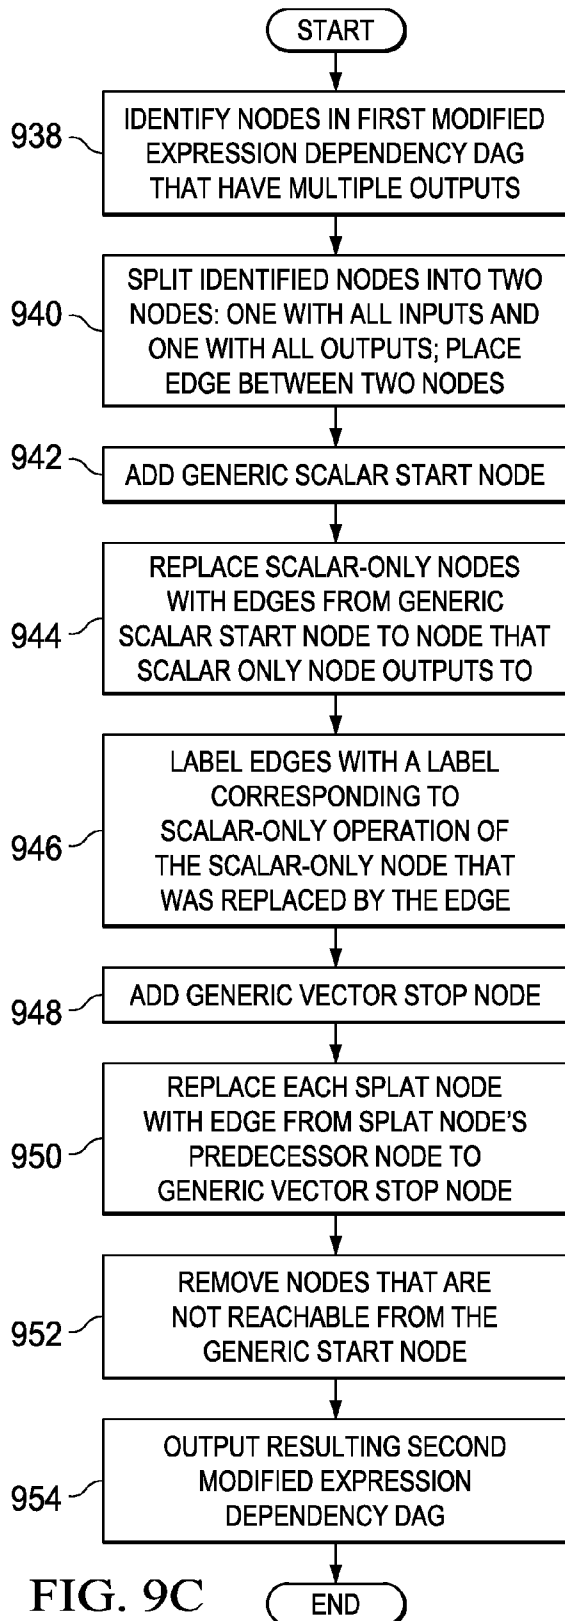 START
938
IDENTIFY NODES IN FIRST MODIFIED
EXPRESSION DEPENDENCY DAG
THAT HAVE MULTIPLE OUTPUTS
940
SPLIT IDENTIFIED NODES INTO TWO
NODES: ONE WITH ALL INPUTS AND
ONE WITH ALL OUTPUTS; PLACE
EDGE BETWEEN TWO NODES
942
ADD GENERIC SCALAR START NODE
944
REPLACE SCALAR-ONLY NODES
WITH EDGES FROM GENERIC
SCALAR START NODE TO NODE THAT
SCALAR ONLY NODE OUTPUTS TO
946
LABEL EDGES WITH A LABEL
CORRESPONDING TO
SCALAR-ONLY OPERATION OF
THE SCALAR-ONLY NODE THAT
WAS REPLACED BY THE EDGE
948
ADD GENERIC VECTOR STOP NODE
950
REPLACE EACH SPLAT NODE
WITH EDGE FROM SPLAT NODE'S
PREDECESSOR NODE TO
GENERIC VECTOR STOP NODE
952
REMOVE NODES THAT ARE
NOT REACHABLE FROM THE
GENERIC START NODE
954
OUTPUT RESULTING SECOND
MODIFIED EXPRESSION
DEPENDENCY DAG
FIG. 9C
END